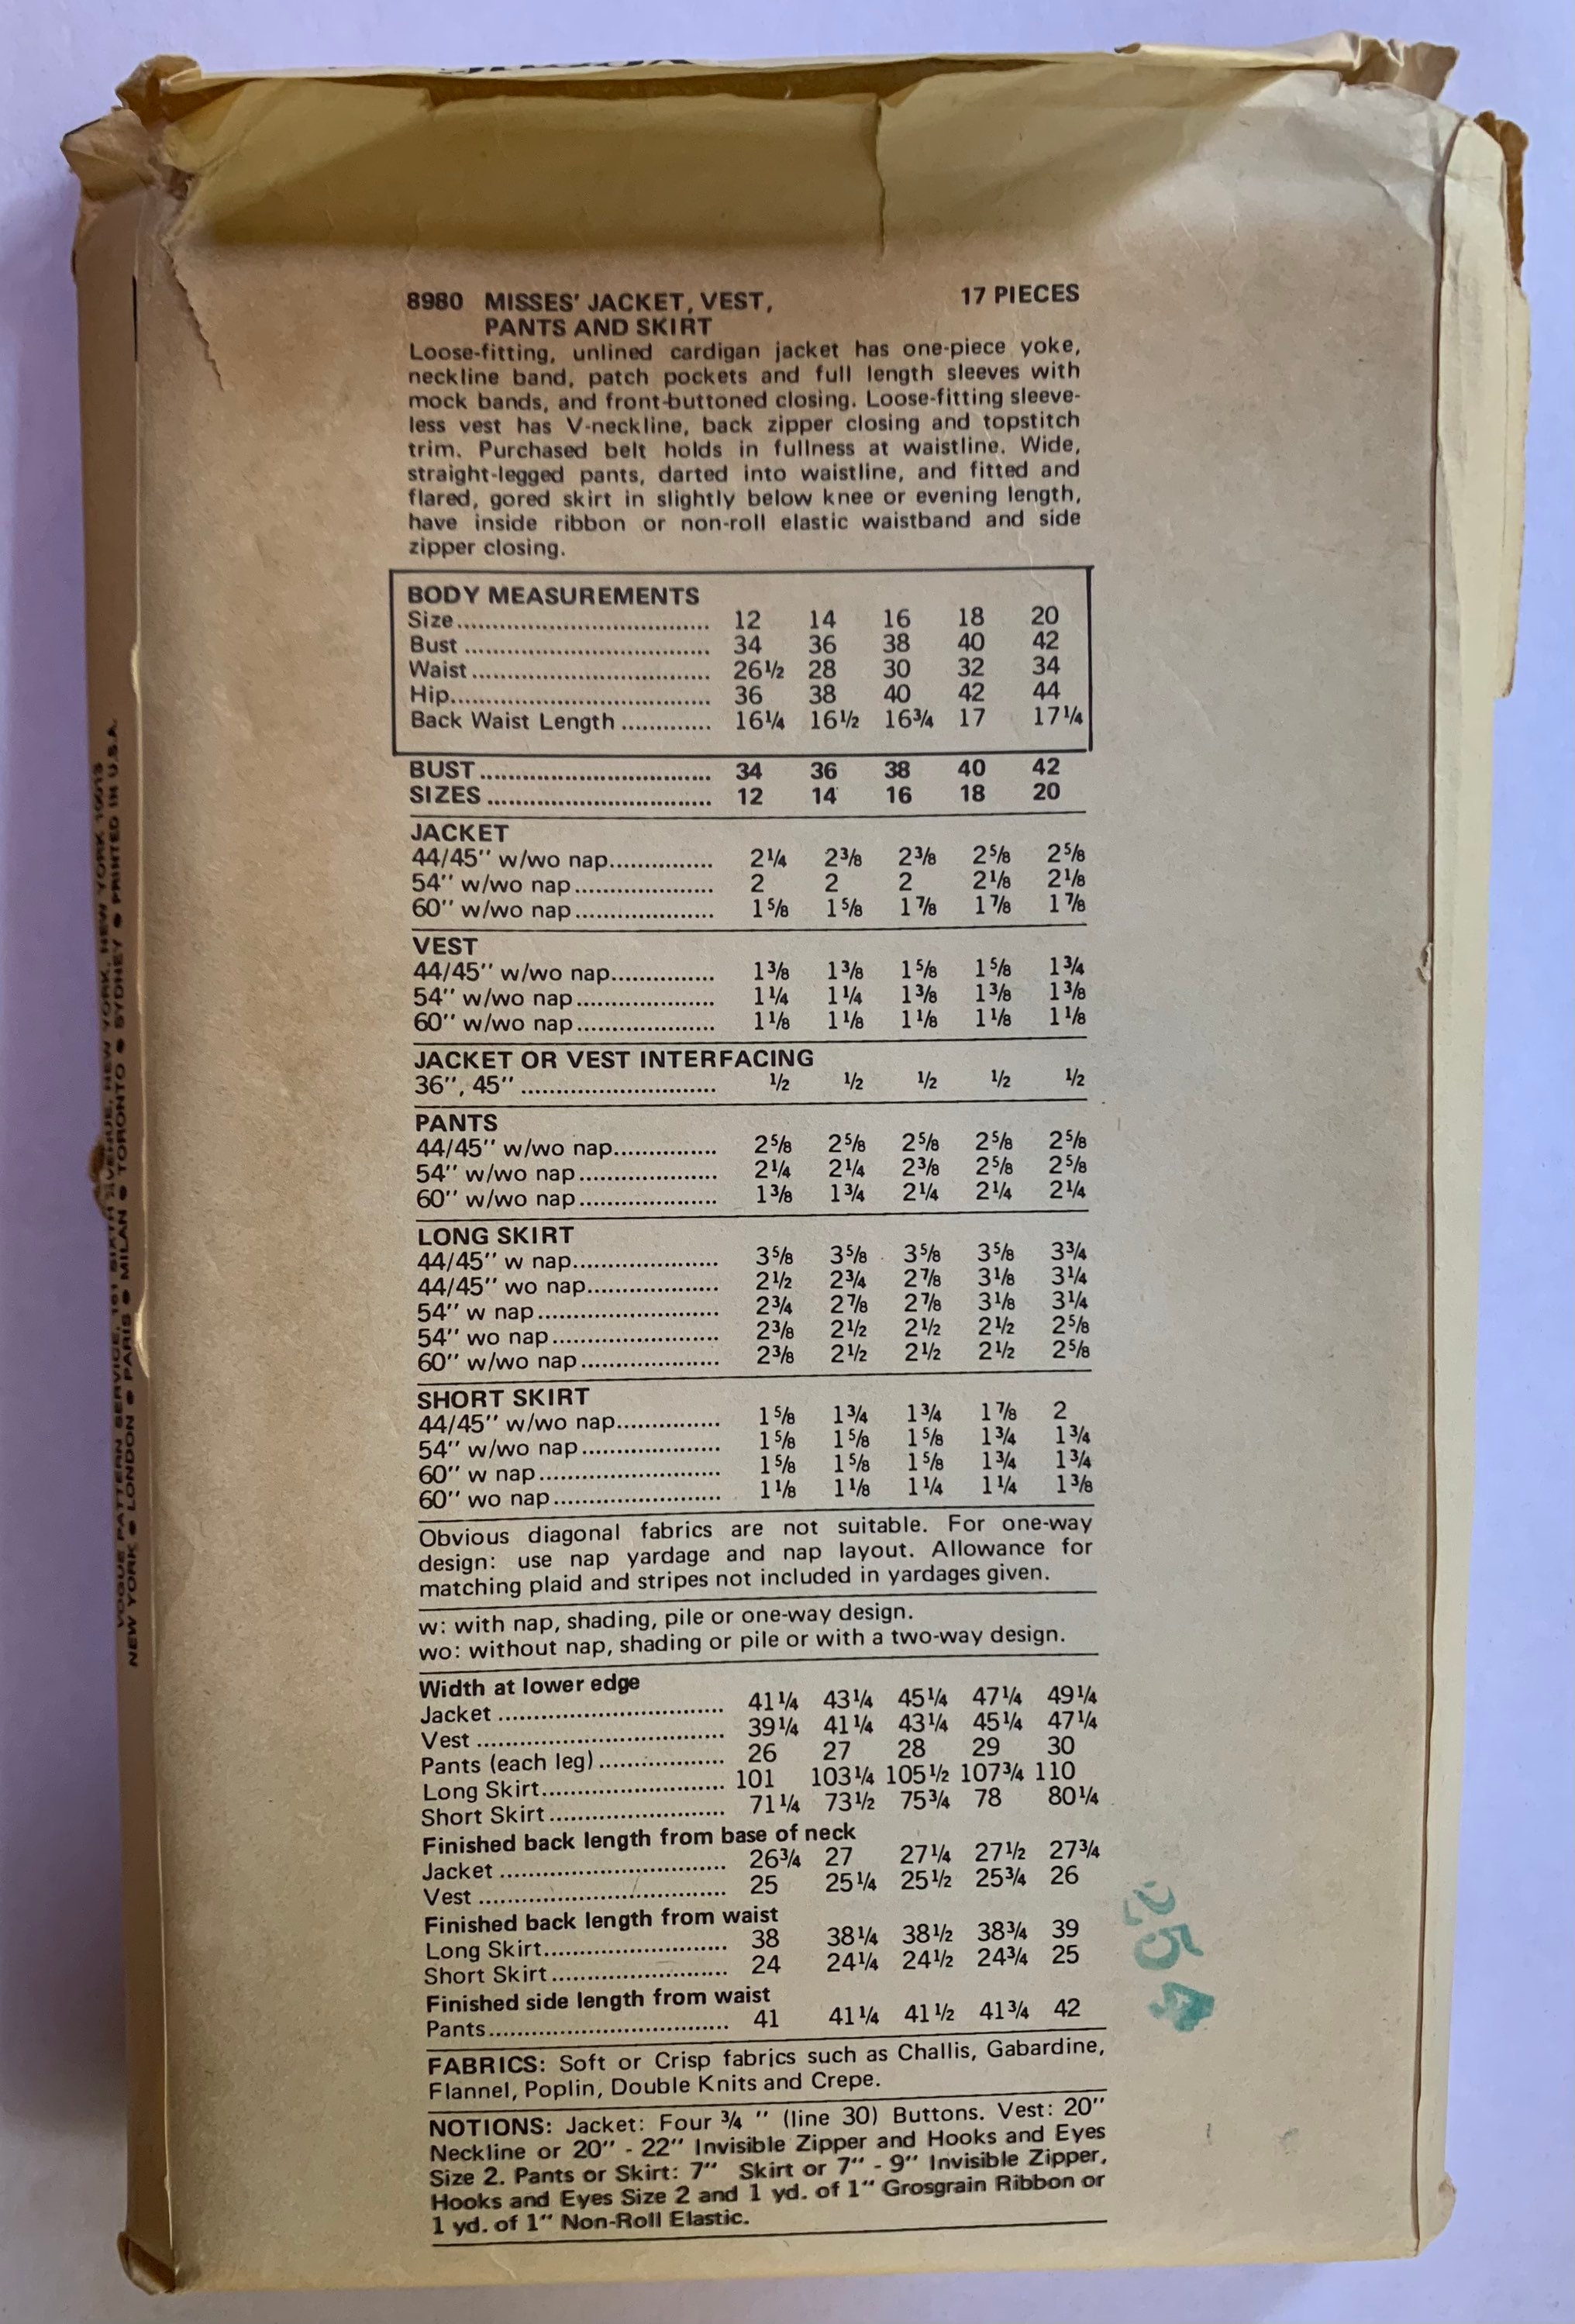 8980 MISSES' JACKET, VEST, 17 PIECES
PANTS AND SKIRT
Loose-fitting, unlined cardigan jacket has one-piece yoke,
neckline band, patch pockets and full length sleeves with
mock bands, and front-buttoned closing. Loose-fitting sleeve-
less vest has V-neckline, back zipper closing and topstitch
trim. Purchased belt holds in fullness at waistline. Wide,
straight-legged pants, darted into waistline, and fitted and
flared, gored skirt in slightly below knee or evening length,
have inside ribbon or non-roll elastic waistband and side
zipper closing.
BODY MEASUREMENTS
Size 12 14 16 18 20
Bust 34 36 38 40 42
Waist 26½ 28 30 32 34
Hip 36 38 40 42 44
Back Waist Length 16¼ 16½ 16¾ 17 17¼
BUST 34 36 38 40 42
SIZES 12 14 16 18 20
JACKET
44/45" w/wo nap 2¼ 2⅜ 2⅜ 2⅝ 2⅝
54" w/wo nap 2 2 2 2⅛ 2⅛
60" w/wo nap 1⅝ 1⅝ 1⅞ 1⅞ 1⅞
VEST
44/45" w/wo nap 1⅜ 1⅜ 1⅝ 1⅝ 1¾
54" w/wo nap 1¼ 1¼ 1⅜ 1⅜ 1⅜
60" w/wo nap 1⅛ 1⅛ 1⅛ 1⅛ 1⅛
JACKET OR VEST INTERFACING
36", 45" ½ ½ ½ ½ ½
PANTS
44/45" w/wo nap 2⅝ 2⅝ 2⅝ 2⅝ 2⅝
54" w/wo nap 2¼ 2¼ 2⅜ 2⅝ 2⅝
60" w/wo nap 1⅜ 1¾ 2¼ 2¼ 2¼
LONG SKIRT
44/45" w nap 3⅝ 3⅝ 3⅝ 3⅝ 3¾
44/45" wo nap 2½ 2¾ 2⅞ 3⅛ 3¼
54" w nap 2¾ 2⅞ 2⅞ 3⅛ 3¼
54" wo nap 2⅜ 2½ 2½ 2½ 2⅝
60" w/wo nap 2⅜ 2½ 2½ 2½ 2⅝
SHORT SKIRT
44/45" w/wo nap 1⅝ 1¾ 1¾ 1⅞ 2
54" w/wo nap 1⅝ 1⅝ 1⅝ 1¾ 1¾
60" w nap 1⅝ 1⅝ 1⅝ 1¾ 1¾
60" wo nap 1⅛ 1⅛ 1¼ 1¼ 1⅜
Obvious diagonal fabrics are not suitable. For one-way
design: use nap yardage and nap layout. Allowance for
matching plaid and stripes not included in yardages given.
w: with nap, shading, pile or one-way design.
wo: without nap, shading or pile or with a two-way design.
Width at lower edge
Jacket 41¼ 43¼ 45¼ 47¼ 49¼
Vest 39¼ 41¼ 43¼ 45¼ 47¼
Pants (each leg) 26 27 28 29 30
Long Skirt 101 103¼ 105½ 107¾ 110
Short Skirt 71¼ 73½ 75¾ 78 80¼
Finished back length from base of neck
Jacket 26¾ 27 27¼ 27½ 27¾
Vest 25 25¼ 25½ 25¾ 26
Finished back length from waist
Long Skirt 38 38¼ 38½ 38¾ 39
Short Skirt 24 24¼ 24½ 24¾ 25
Finished side length from waist
Pants 41 41¼ 41½ 41¾ 42
FABRICS: Soft or Crisp fabrics such as Challis, Gabardine,
Flannel, Poplin, Double Knits and Crepe.
NOTIONS: Jacket: Four ¾ " (line 30) Buttons. Vest: 20"
Neckline or 20" - 22" Invisible Zipper and Hooks and Eyes
Size 2. Pants or Skirt: 7" Skirt or 7" - 9" Invisible Zipper,
Hooks and Eyes Size 2 and 1 yd. of 1" Grosgrain Ribbon or
1 yd. of 1" Non-Roll Elastic.
VOGUE PATTERN SERVICE, 161 SIXTH AVENUE, NEW YORK, NEW YORK 10013
NEW YORK ● LONDON ● PARIS ● MILAN ● TORONTO ● SYDNEY ● PRINTED IN U.S.A.